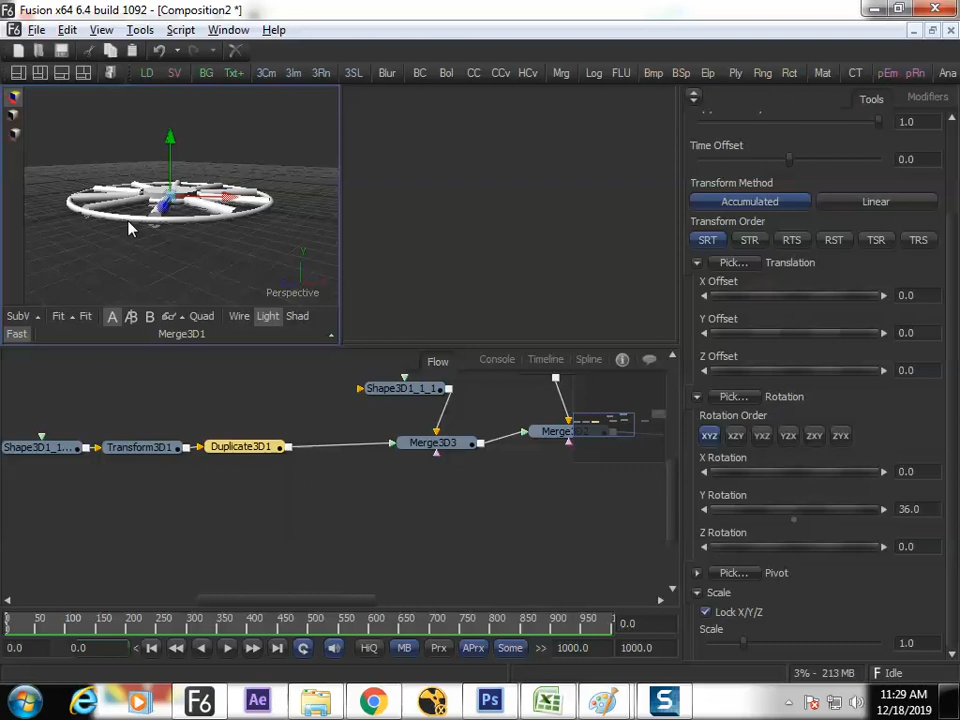 Fusion x64 6.4 build 1092 - [Composition2 *]
File Edit View Tools Script Window Help
LD SV BG Txt+ 3Cm 3Im 3Rn 3SL Blur BC Bol CC CCv HCv Mrg Log FLU Bmp BSp Elp Ply Rng Rct Mat CT pEm pRn Ana
Tools Modifiers
1.0
Time Offset
0.0
Transform Method
Accumulated Linear
Transform Order
SRT STR RTS RST TSR TRS
Pick... Translation
X Offset
0.0
Y Offset
0.0
Z Offset
0.0
Pick... Rotation
Rotation Order
XYZ XZY YXZ YZX ZXY ZYX
X Rotation
0.0
Y Rotation
36.0
Z Rotation
0.0
Pick... Pivot
Scale
Lock X/Y/Z
Scale
1.0
Y
Perspective
SubV Fit Fit A B Quad Wire Light Shad
Fast Merge3D1
Flow Console Timeline Spline
Shape3D1_1_1
Shape3D1_1... Transform3D1 Duplicate3D1 Merge3D3
0 50 100 150 200 250 300 350 400 450 500 550 600 650 700 750 800 850 900 950 0.0
0.0 0.0 HiQ MB Prx APrx Some >> 1000.0 1000.0
3% - 213 MB Idle
F6 Ae Ps S
11:29 AM
12/18/2019